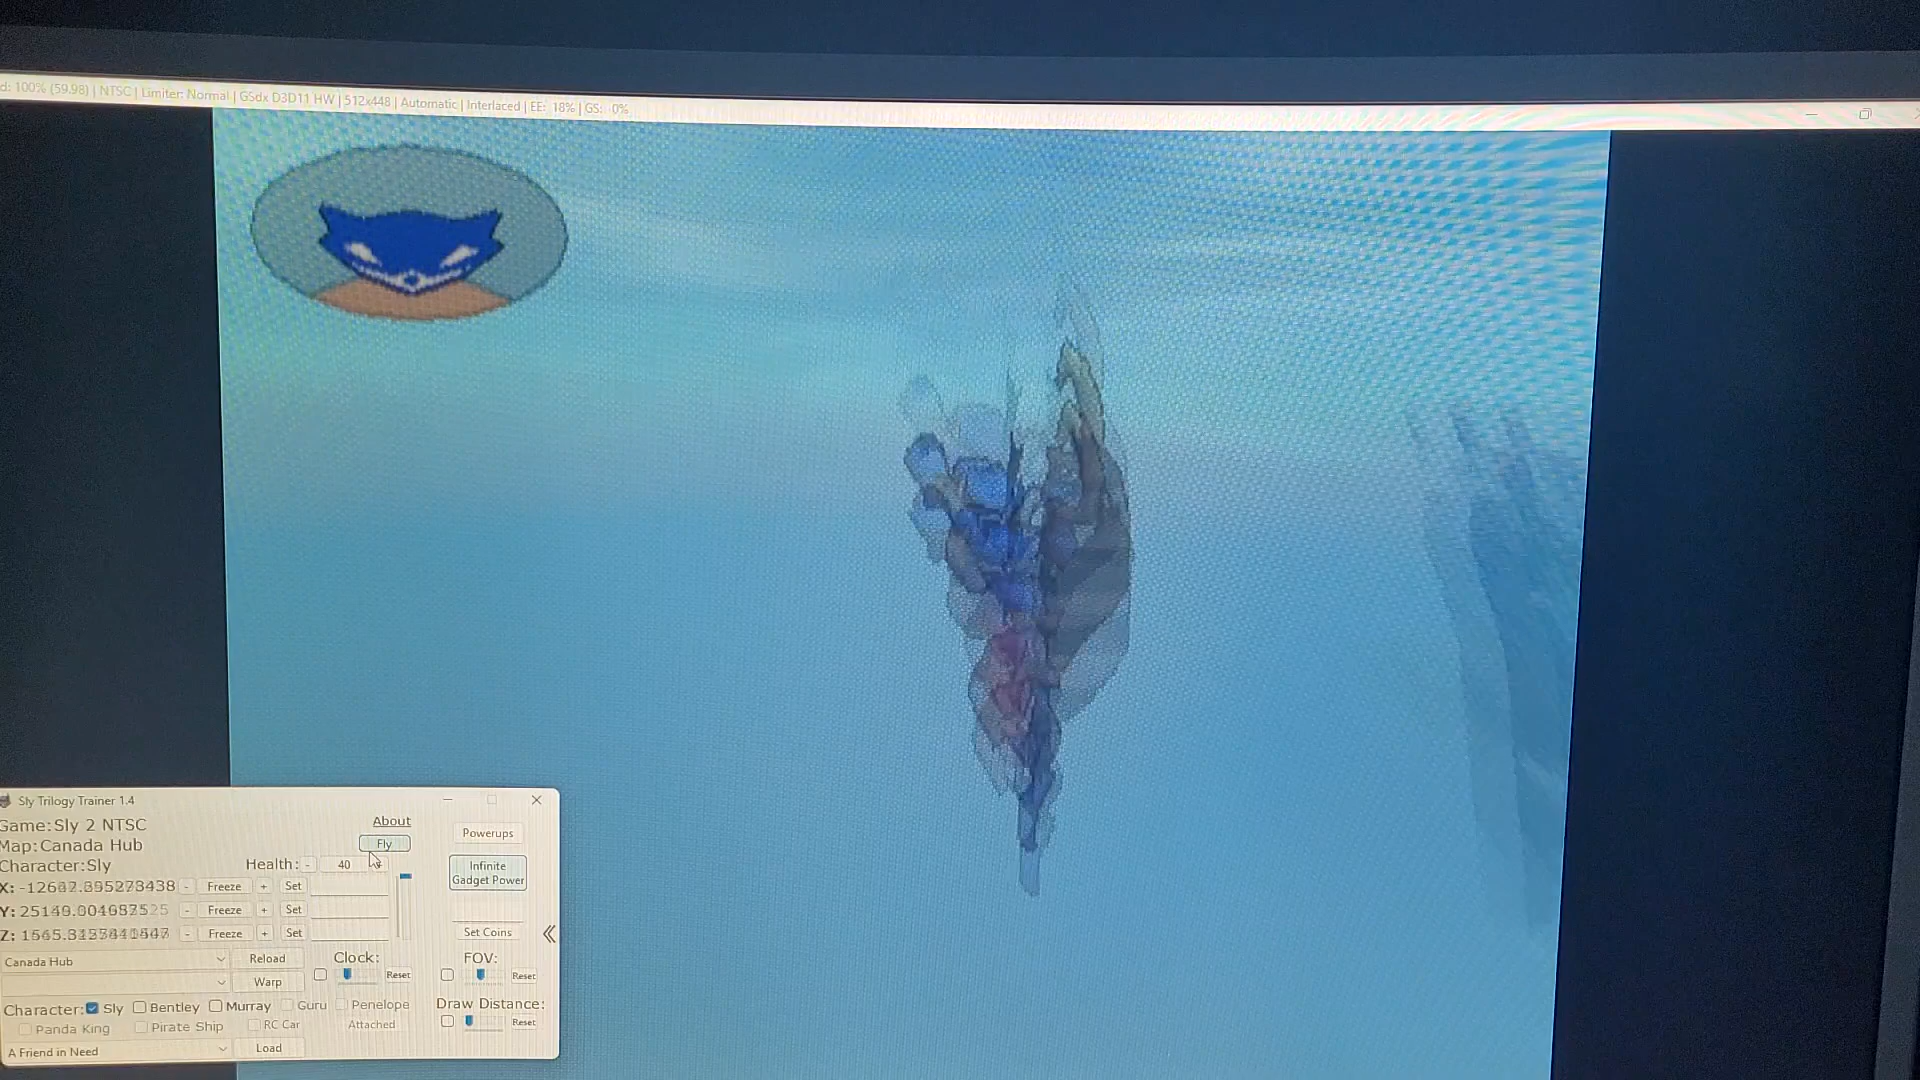 d: 100% (59.98) | NTSC | Limiter: Normal | GSdx D3D11 HW | 512x448 | Automatic | Interlaced | EE: 18% | GS: 0%
Sly Trilogy Trainer 1.4
Game:Sly 2 NTSC
About
Powerups
Map:Canada Hub
Fly
Character:Sly
Health: - 40 +
Infinite
Gadget Power
X: - Freeze + Set
Y: - Freeze + Set
Z: - Freeze + Set
Set Coins
Canada Hub
Reload
Clock:
FOV:
Reset
Reset
Warp
Character: Sly Bentley Murray Guru Penelope
Draw Distance:
Panda King Pirate Ship RC Car Attached
Reset
A Friend in Need
Load